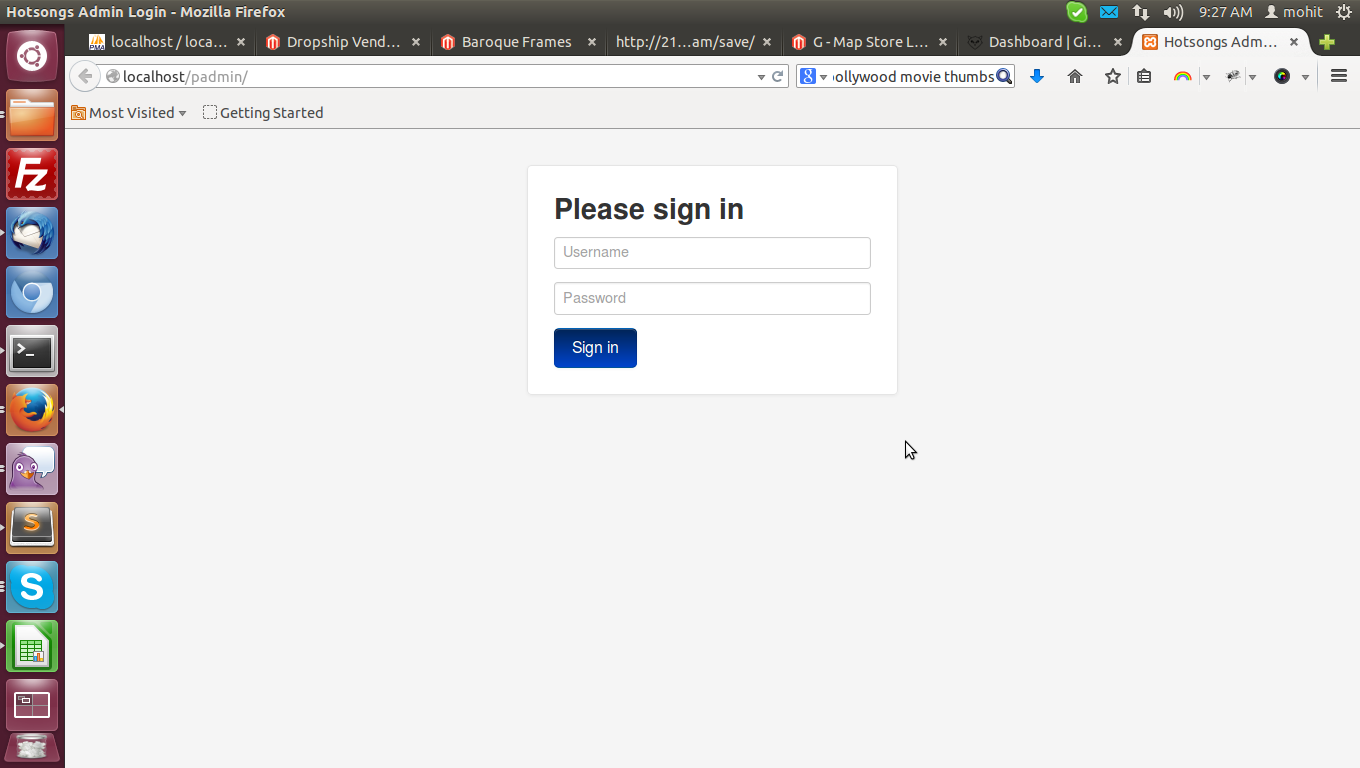 Hotsongs Admin Login - Mozilla Firefox
9:27 AM mohit
localhost / loca...
Dropship Vend...
Baroque Frames
http://21...am/save/
G - Map Store L...
Dashboard | Gi...
Hotsongs Adm...
localhost/padmin/
ollywood movie thumbs
Most Visited
Getting Started
Please sign in
Username
Password
Sign in